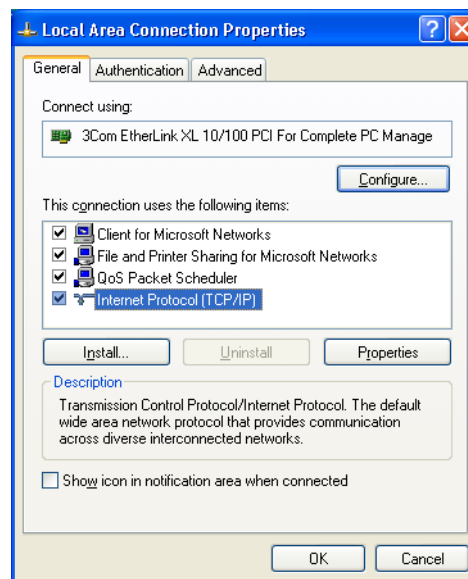 Local Area Connection Properties
General Authentication Advanced
Connect using:
3Com EtherLink XL 10/100 PCI For Complete PC Manage
Configure...
This connection uses the following items:
Client for Microsoft Networks
File and Printer Sharing for Microsoft Networks
QoS Packet Scheduler
Internet Protocol (TCP/IP)
Install... Uninstall Properties
Description
Transmission Control Protocol/Internet Protocol. The default
wide area network protocol that provides communication
across diverse interconnected networks.
Show icon in notification area when connected
OK Cancel